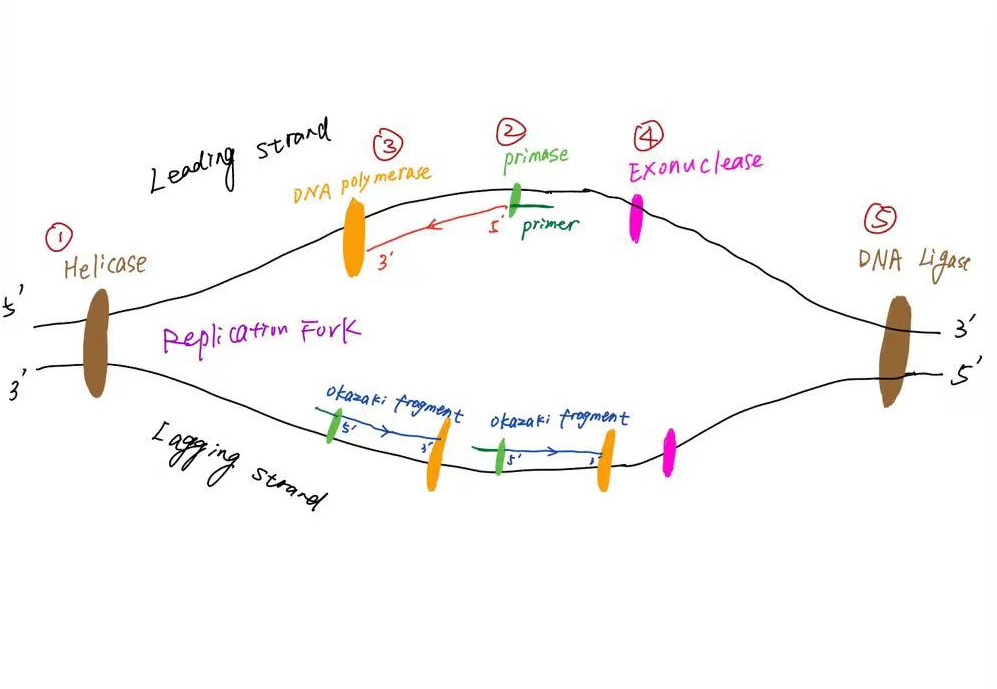 Leading strand
③
②
④
primase
Exonuclease
DNA polymerase
⑤
①
Helicase
5' primer
3'
DNA Ligase
5'
3'
Replication Fork
3'
5'
Okazaki fragment
Okazaki fragment
5'
3'
5'
3'
Lagging strand